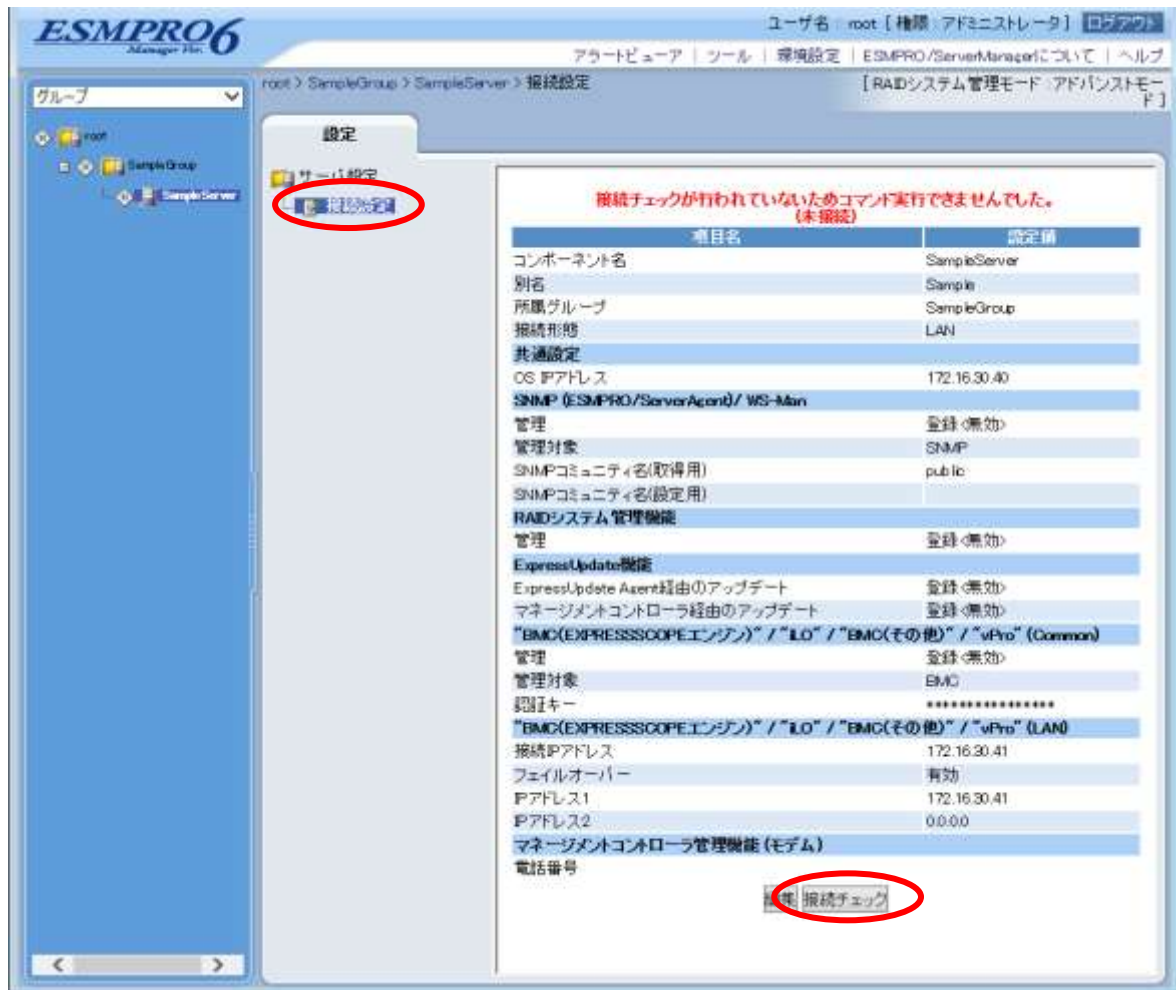 ESMPRO6
Manager Ver.
ユーザ名 : root [ 権限 : アドミニストレータ ] ログアウト
アラートビューア | ツール | 環境設定 | ESMPRO/ServerManagerについて | ヘルプ
グループ
root
SampleGroup
SampleServer
root > SampleGroup > SampleServer > 接続設定
[ RAIDシステム管理モード : アドバンストモード ]
設定
サーバ設定
接続設定
接続チェックが行われていないためコマンド実行できませんでした。
(未接続)
項目名 設定値
コンポーネント名 SampleServer
別名 Sample
所属グループ SampleGroup
接続形態 LAN
共通設定
OS IPアドレス 172.16.30.40
SNMP (ESMPRO/ServerAgent)/ WS-Man
管理 登録<無効>
管理対象 SNMP
SNMPコミュニティ名(取得用) public
SNMPコミュニティ名(設定用)
RAIDシステム管理機能
管理 登録<無効>
ExpressUpdate機能
ExpressUpdate Agent経由のアップデート 登録<無効>
マネージメントコントローラ経由のアップデート 登録<無効>
"BMC(EXPRESSSCOPEエンジン)" / "iLO" / "BMC(その他)" / "vPro" (Common)
管理 登録<無効>
管理対象 BMC
認証キー ****************
"BMC(EXPRESSSCOPEエンジン)" / "iLO" / "BMC(その他)" / "vPro" (LAN)
接続IPアドレス 172.16.30.41
フェイルオーバー 有効
IPアドレス1 172.16.30.41
IPアドレス2 0.0.0.0
マネージメントコントローラ管理機能 (モデム)
電話番号
編集 接続チェック